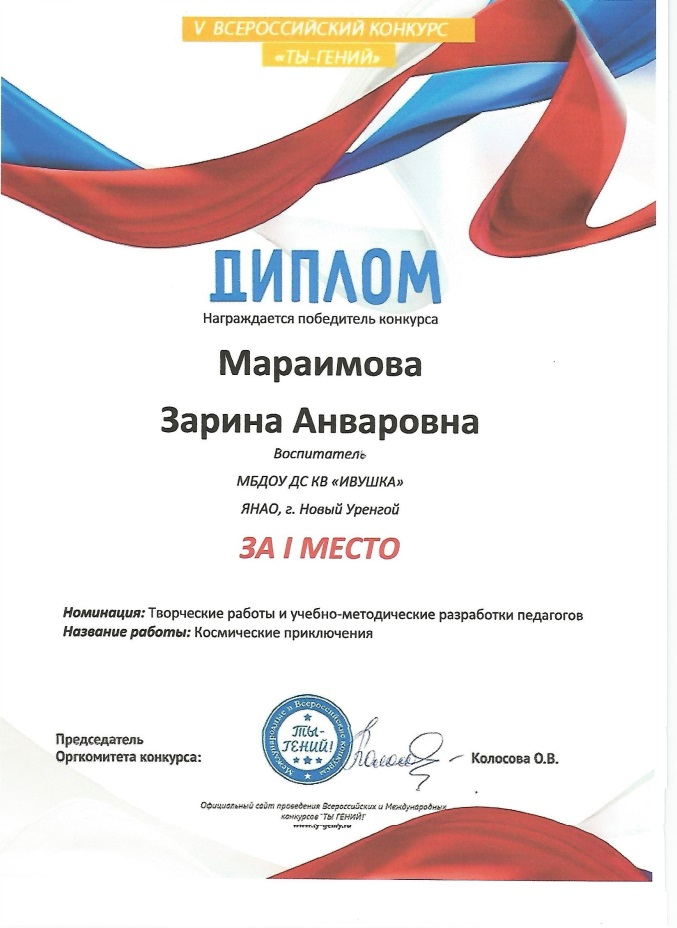 V ВСЕРОССИЙСКИЙ КОНКУРС
«ТЫ-ГЕНИЙ»
ДИПЛОМ
Награждается победитель конкурса
Мараимова
Зарина Анваровна
Воспитатель
МБДОУ ДС КВ «ИВУШКА»
ЯНАО, г. Новый Уренгой
ЗА I МЕСТО
Номинация: Творческие работы и учебно-методические разработки педагогов
Название работы: Космические приключения
Международные и Всероссийские конкурсы
ТЫ-
ГЕНИЙ!
Председатель
Оргкомитета конкурса:
Колосова О.В.
Официальный сайт проведения Всероссийских и Международных
конкурсов "ТЫ ГЕНИЙ!"
www.ty-geniy.ru